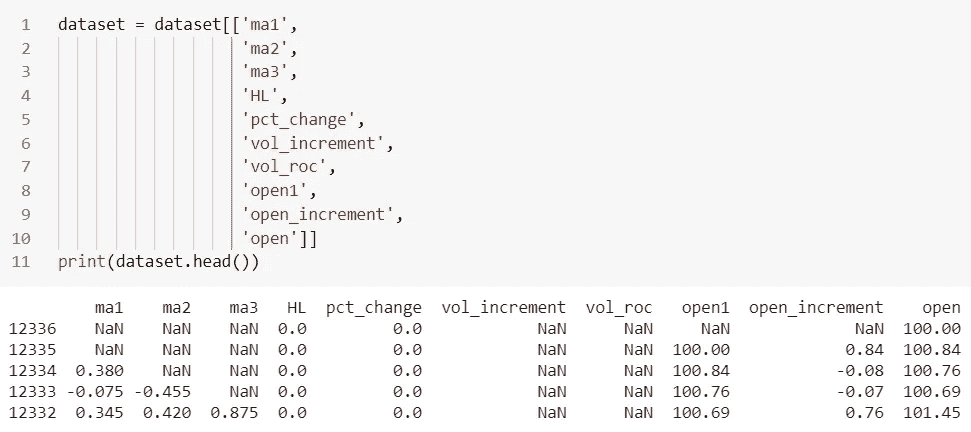 1 dataset = dataset[['ma1',
2 'ma2',
3 'ma3',
4 'HL',
5 'pct_change',
6 'vol_increment',
7 'vol_roc',
8 'open1',
9 'open_increment',
10 'open']]
11 print(dataset.head())
ma1 ma2 ma3 HL pct_change vol_increment vol_roc open1 open_increment open
12336 NaN NaN NaN 0.0 0.0 NaN NaN NaN NaN 100.00
12335 NaN NaN NaN 0.0 0.0 NaN NaN 100.00 0.84 100.84
12334 0.380 NaN NaN 0.0 0.0 NaN NaN 100.84 -0.08 100.76
12333 -0.075 -0.455 NaN 0.0 0.0 NaN NaN 100.76 -0.07 100.69
12332 0.345 0.420 0.875 0.0 0.0 NaN NaN 100.69 0.76 101.45